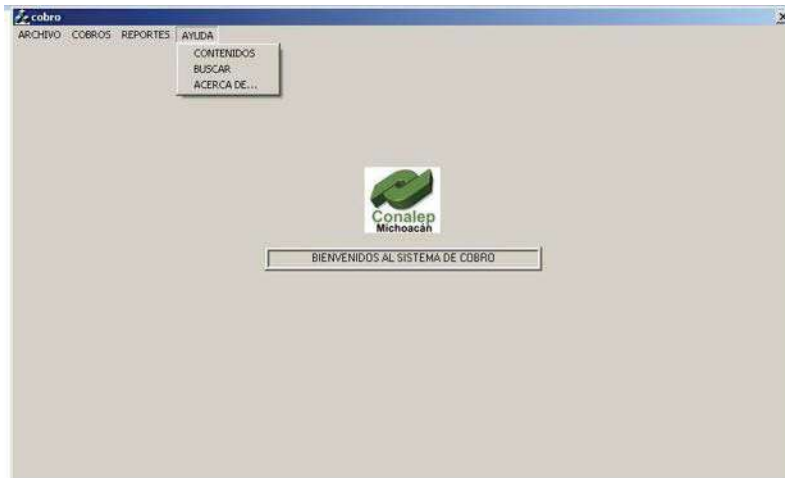 cobro
ARCHIVO COBROS REPORTES AYUDA
CONTENIDOS
BUSCAR
ACERCA DE...
Conalep
Michoacán
BIENVENIDOS AL SISTEMA DE COBRO